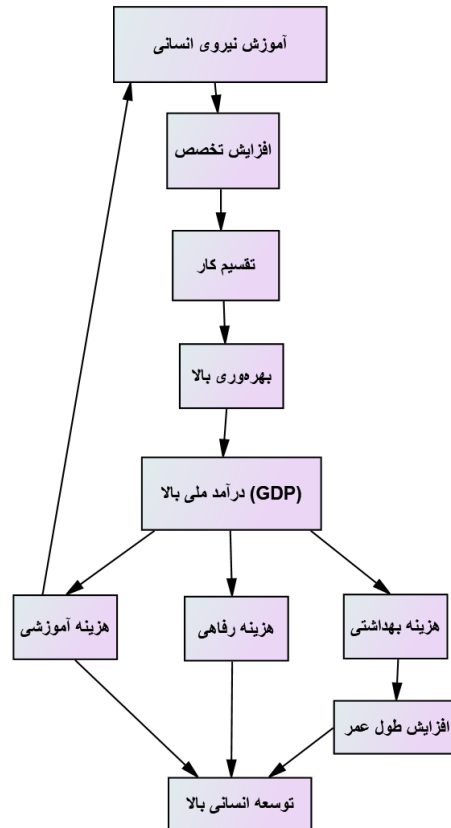 آموزش نیروی انسانی
افزایش تخصص
تقسیم کار
بهره‌وری بالا
درآمد ملی بالا (GDP)
هزینه آموزشی
هزینه رفاهی
هزینه بهداشتی
افزایش طول عمر
توسعه انسانی بالا